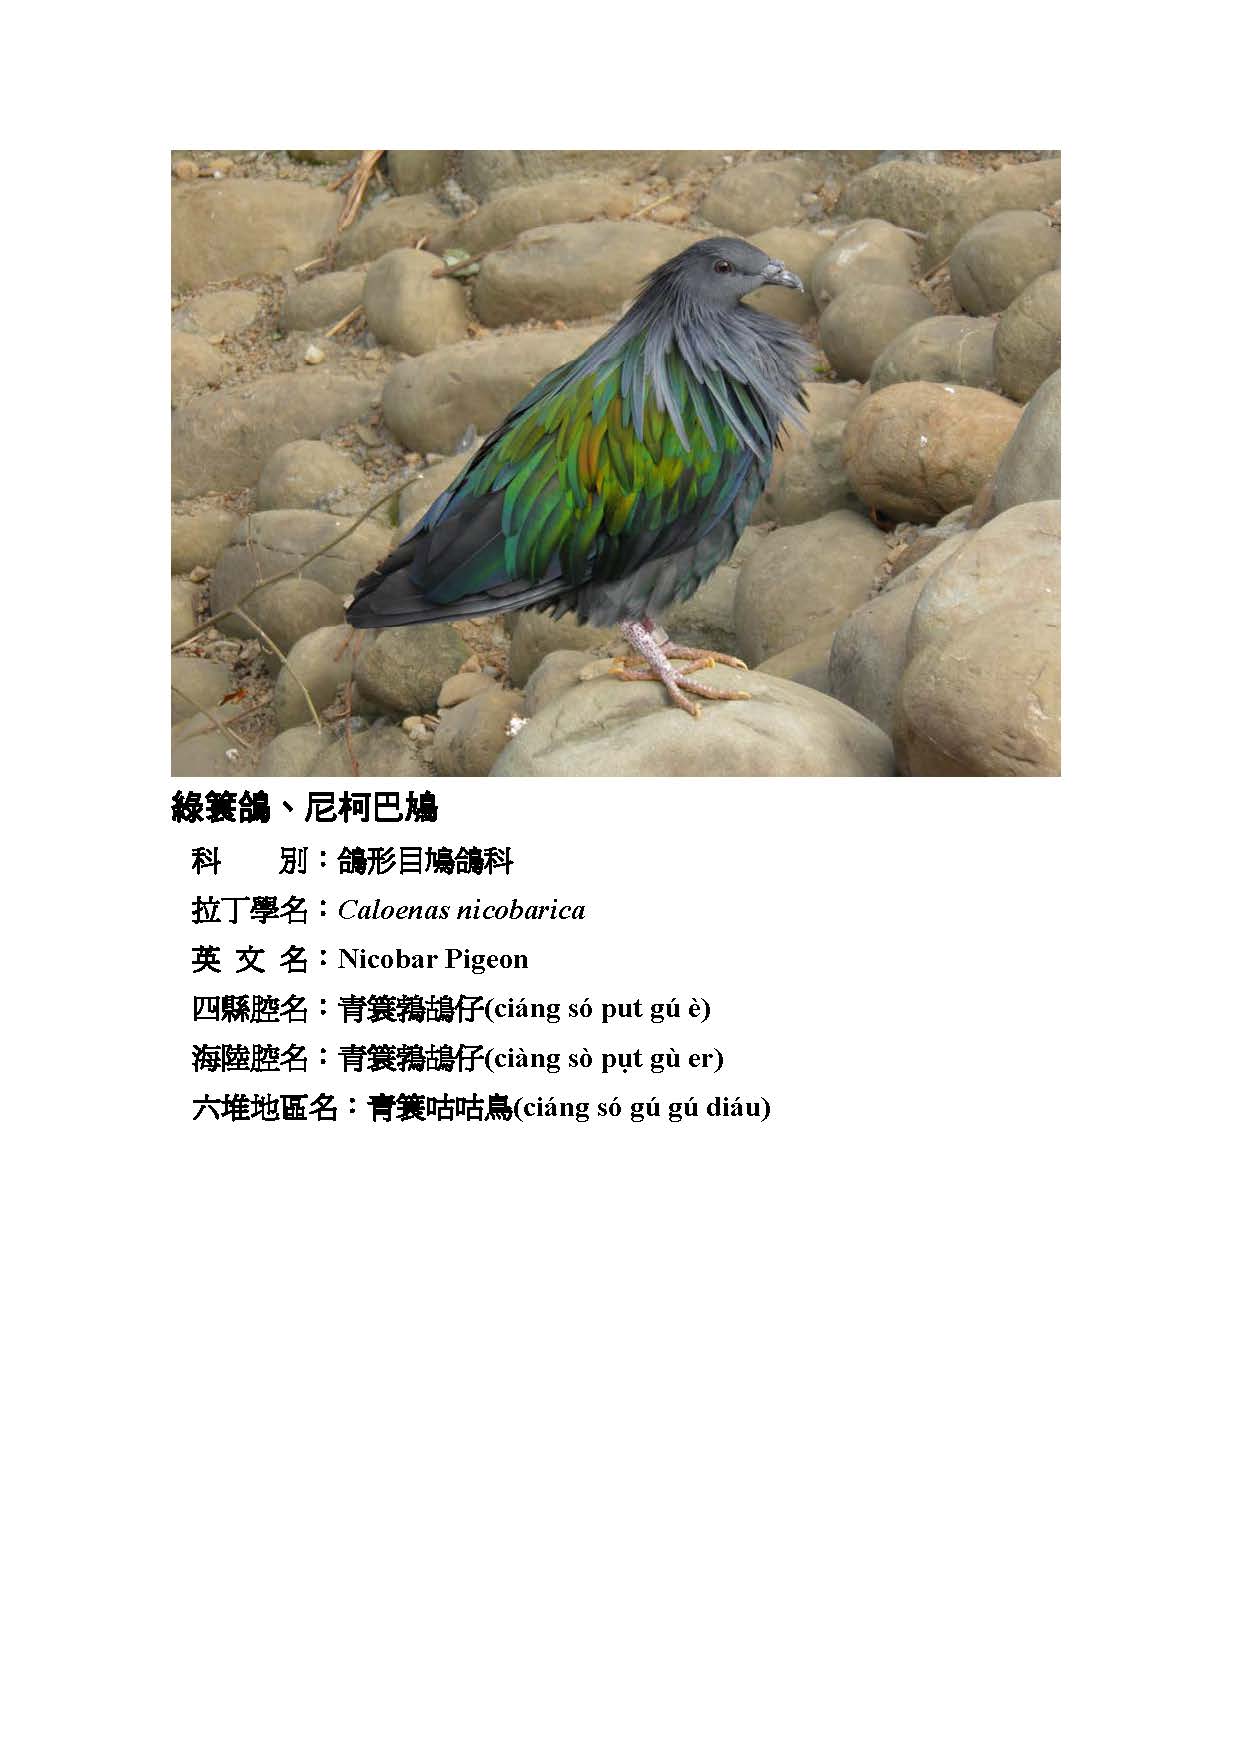 綠簑鴿、尼柯巴鳩
科　　別：鴿形目鳩鴿科
拉丁學名：Caloenas nicobarica
英 文 名：Nicobar Pigeon
四縣腔名：青簑鵓鴣仔(ciáng só put gú è)
海陸腔名：青簑鵓鴣仔(ciàng sò pụt gù er)
六堆地區名：青簑咕咕鳥(ciáng só gú gú diáu)